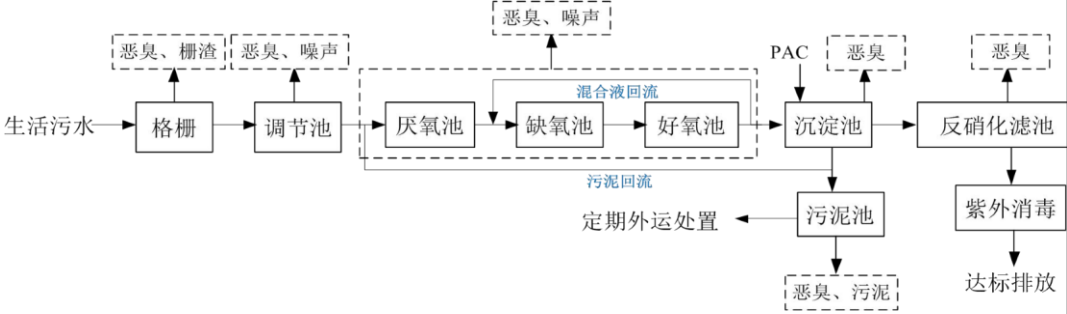 恶臭、噪声
恶臭、栅渣
恶臭、噪声
PAC
恶臭
恶臭
混合液回流
生活污水
格栅
调节池
厌氧池
缺氧池
好氧池
沉淀池
反硝化滤池
污泥回流
定期外运处置
污泥池
紫外消毒
恶臭、污泥
达标排放